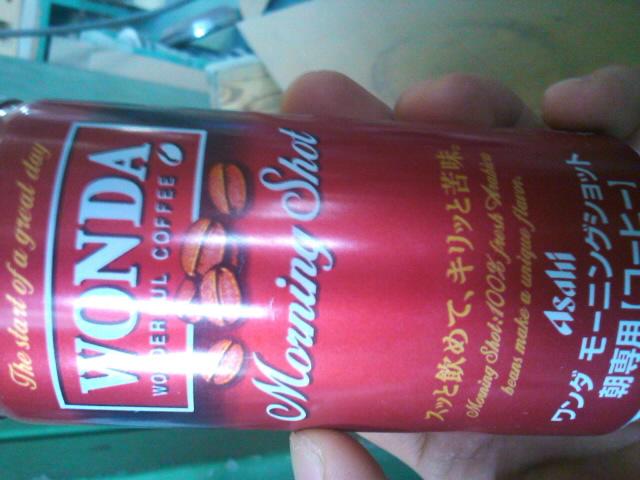 The start of a great day
WONDA
WONDERFUL COFFEE
Morning Shot
スッと飲めて、キリッと苦味。
Morning Shot:100% fresh Arabica
beans make a unique flavor.
Asahi
ワンダ モーニングショット
朝専用[コーヒー]